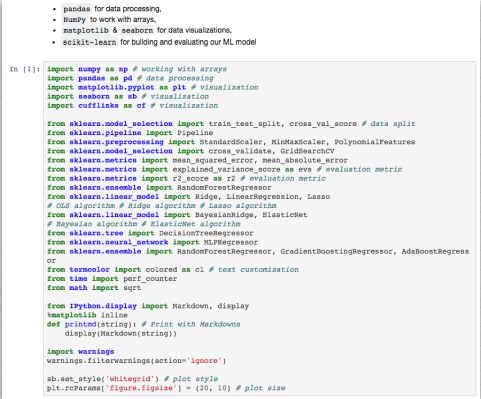 pandas for data processing,
NumPy to work with arrays,
matplotlib & seaborn for data visualizations,
scikit-learn for building and evaluating our ML model
In [1]: import numpy as np # working with arrays
import pandas as pd # data processing
import matplotlib.pyplot as plt # visualization
import seaborn as sb # visualization
import cufflinks as cf # visualization
from sklearn.model_selection import train_test_split, cross_val_score # data split
from sklearn.pipeline import Pipeline
from sklearn.preprocessing import StandardScaler, MinMaxScaler, PolynomialFeatures
from sklearn.model_selection import cross_validate, GridSearchCV
from sklearn.metrics import mean_squared_error, mean_absolute_error
from sklearn.metrics import explained_variance_score as evs # evaluation metric
from sklearn.metrics import r2_score as r2 # evaluation metric
from sklearn.ensemble import RandomForestRegressor
from sklearn.linear_model import Ridge, LinearRegression, Lasso
# OLS algorithm # Ridge algorithm # Lasso algorithm
from sklearn.linear_model import BayesianRidge, ElasticNet
# Bayesian algorithm # ElasticNet algorithm
from sklearn.tree import DecisionTreeRegressor
from sklearn.neural_network import MLPRegressor
from sklearn.ensemble import RandomForestRegressor, GradientBoostingRegressor, AdaBoostRegress
or
from termcolor import colored as cl # text customization
from time import perf_counter
from math import sqrt
from IPython.display import Markdown, display
%matplotlib inline
def printmd(string): # Print with Markdowns
display(Markdown(string))
import warnings
warnings.filterwarnings(action='ignore')
sb.set_style('whitegrid') # plot style
plt.rcParams['figure.figsize'] = (20, 10) # plot size